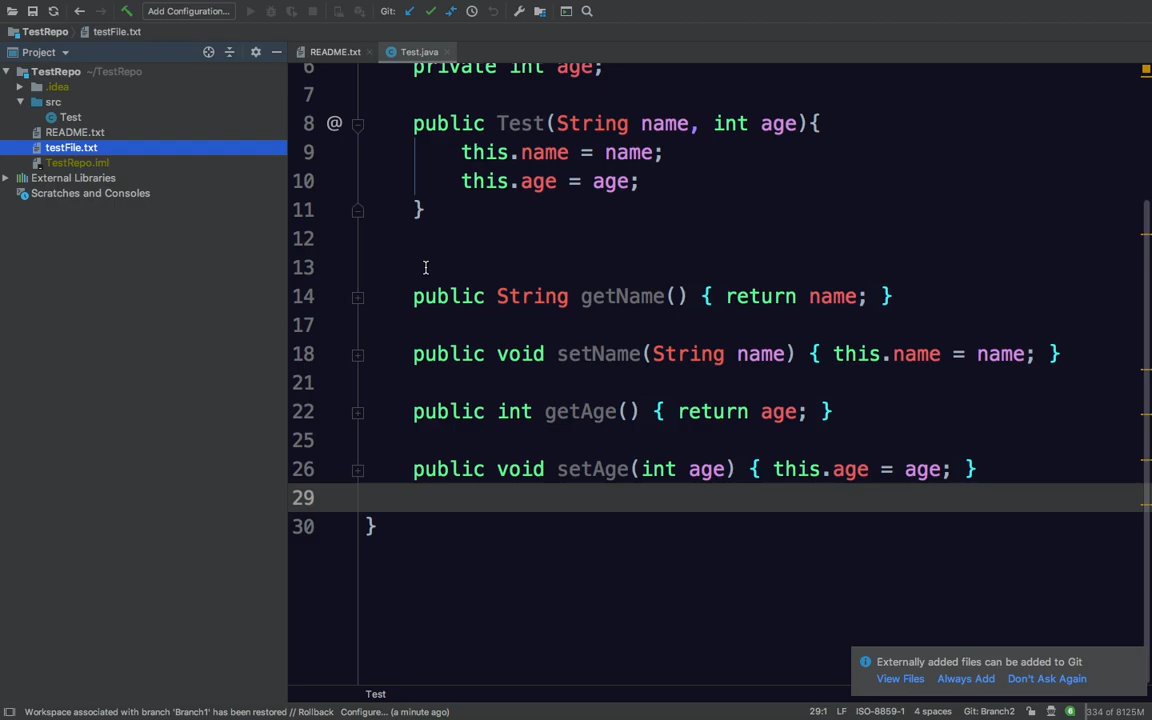 Add Configuration...
Git:
TestRepo
testFile.txt
Project
README.txt
Test.java
TestRepo ~/TestRepo
.idea
src
Test
README.txt
testFile.txt
TestRepo.iml
External Libraries
Scratches and Consoles
6 private int age;
7
8 @ public Test(String name, int age){
9 this.name = name;
10 this.age = age;
11 }
12
13
14 public String getName() { return name; }
17
18 public void setName(String name) { this.name = name; }
21
22 public int getAge() { return age; }
25
26 public void setAge(int age) { this.age = age; }
29
30 }
Externally added files can be added to Git
View Files Always Add Don't Ask Again
Test
Workspace associated with branch 'Branch1' has been restored // Rollback Configure... (a minute ago)
29:1 LF ISO-8859-1 4 spaces Git: Branch2 6 334 of 8125M